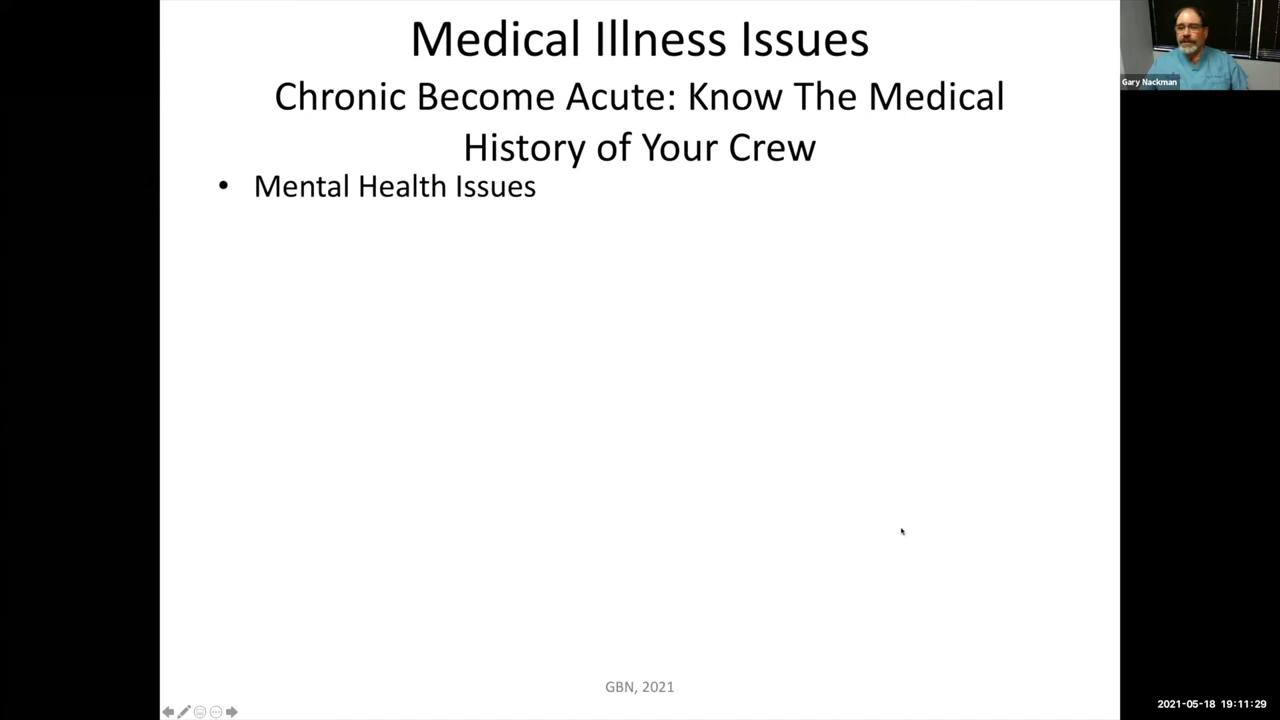 Medical Illness Issues
Chronic Become Acute: Know The Medical
History of Your Crew
• Mental Health Issues
GBN, 2021
Gary Nackman
2021-05-18 19:11:29